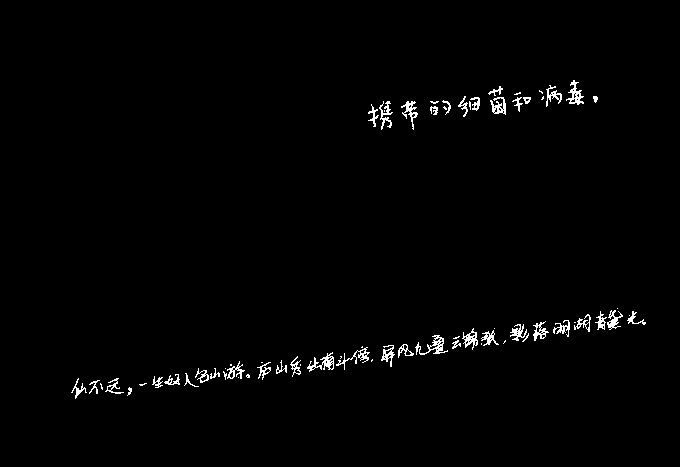 携带的细菌和病毒。
仙不远,一生好入名山游。庐山秀出南斗傍,屏风九叠云锦张,影落明湖青黛光。